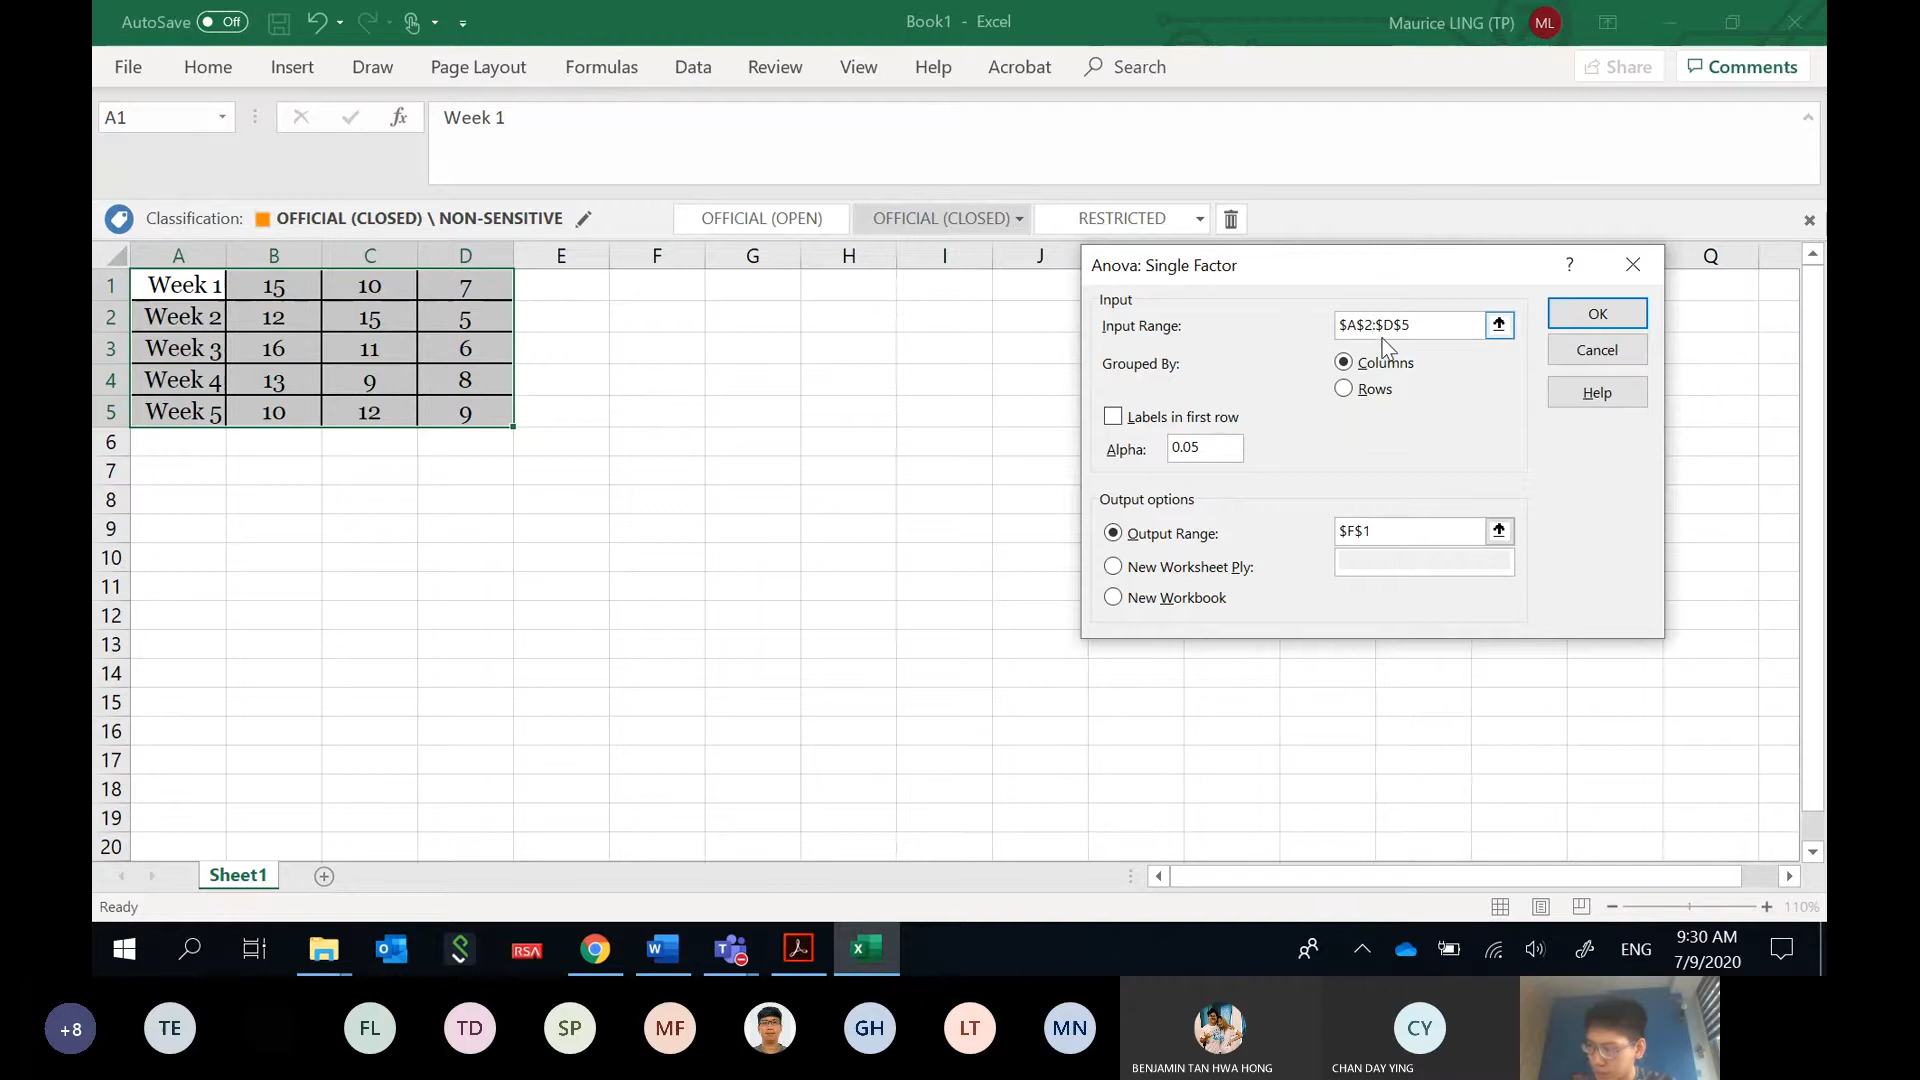 AutoSave Off Book1 - Excel Maurice LING (TP) ML
File Home Insert Draw Page Layout Formulas Data Review View Help Acrobat Search Share Comments
A1 fx Week 1
Classification: OFFICIAL (CLOSED) \ NON-SENSITIVE OFFICIAL (OPEN) OFFICIAL (CLOSED) RESTRICTED
A B C D E F G H I J Q
1 Week 1 15 10 7
2 Week 2 12 15 5
3 Week 3 16 11 6
4 Week 4 13 9 8
5 Week 5 10 12 9
6
7
8
9
10
11
12
13
14
15
16
17
18
19
20
Anova: Single Factor ?
Input
Input Range: $A$2:$D$5 OK
Grouped By: Columns Cancel
Rows Help
Labels in first row
Alpha: 0.05
Output options
Output Range: $F$1
New Worksheet Ply:
New Workbook
Sheet1
Ready 110%
RSA ENG 9:30 AM
7/9/2020
+8 TE FL TD SP MF GH LT MN CY
BENJAMIN TAN HWA HONG CHAN DAY YING